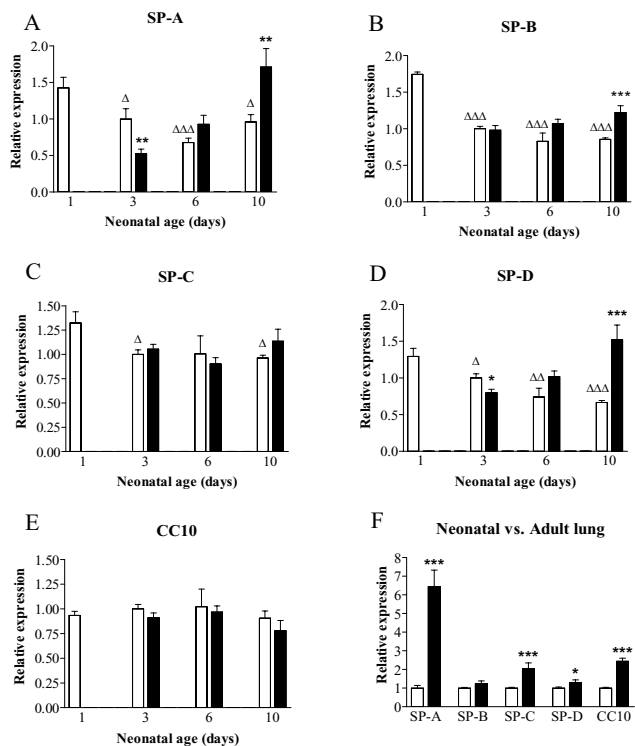 A
SP-A
Relative expression
2.0
1.5
1.0
0.5
0.0
Δ
**
ΔΔΔ
Δ
**
1 3 6 10
Neonatal age (days)
B
SP-B
Relative expression
2.0
1.5
1.0
0.5
0.0
ΔΔΔ
ΔΔΔ
ΔΔΔ
***
1 3 6 10
Neonatal age (days)
C
SP-C
Relative expression
1.50
1.25
1.00
0.75
0.50
0.25
0.00
Δ
Δ
1 3 6 10
Neonatal age (days)
D
SP-D
Relative expression
2.0
1.5
1.0
0.5
0.0
Δ
*
ΔΔ
ΔΔΔ
***
1 3 6 10
Neonatal age (days)
E
CC10
Relative expression
1.50
1.25
1.00
0.75
0.50
0.25
0.00
1 3 6 10
Neonatal age (days)
F
Neonatal vs. Adult lung
Relative expression
8
7
6
5
4
3
2
1
0
***
***
*
***
SP-A SP-B SP-C SP-D CC10